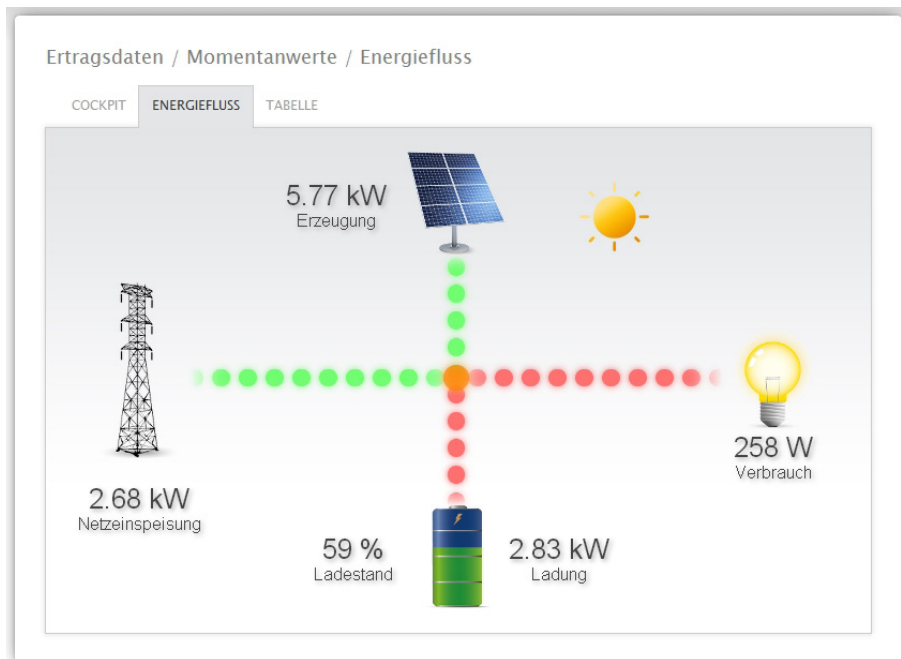 Ertragsdaten / Momentanwerte / Energiefluss
COCKPIT ENERGIEFLUSS TABELLE
5.77 kW
Erzeugung
258 W
Verbrauch
2.68 kW
Netzeinspeisung
59 %
Ladestand
2.83 kW
Ladung